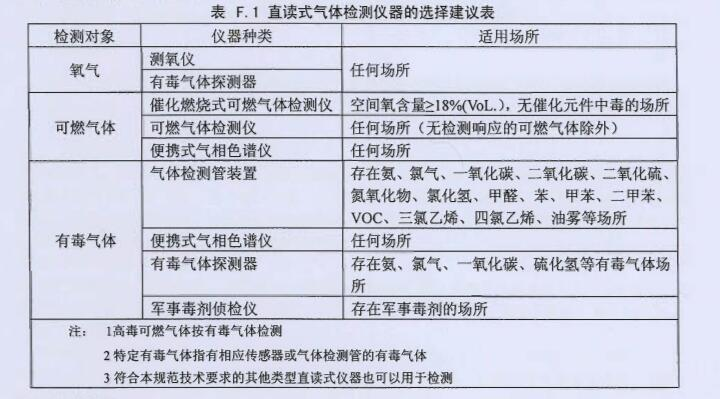 表 F.1 直读式气体检测仪器的选择建议表
检测对象 仪器种类 适用场所
氧气 测氧仪 任何场所
有毒气体探测器
可燃气体 催化燃烧式可燃气体检测仪 空间氧含量≥18%(VoL.)，无催化元件中毒的场所
可燃气体检测仪 任何场所（无检测响应的可燃气体除外）
便携式气相色谱仪 任何场所
有毒气体 气体检测管装置 存在氨、氯气、一氧化碳、二氧化碳、二氧化硫、
氮氧化物、氯化氢、甲醛、苯、甲苯、二甲苯、
VOC、三氯乙烯、四氯乙烯、油雾等场所
便携式气相色谱仪 任何场所
有毒气体探测器 存在氨、氯气、一氧化碳、硫化氢等有毒气体场
所
军事毒剂侦检仪 存在军事毒剂的场所
注： 1高毒可燃气体按有毒气体检测
2 特定有毒气体指有相应传感器或气体检测管的有毒气体
3 符合本规范技术要求的其他类型直读式仪器也可以用于检测